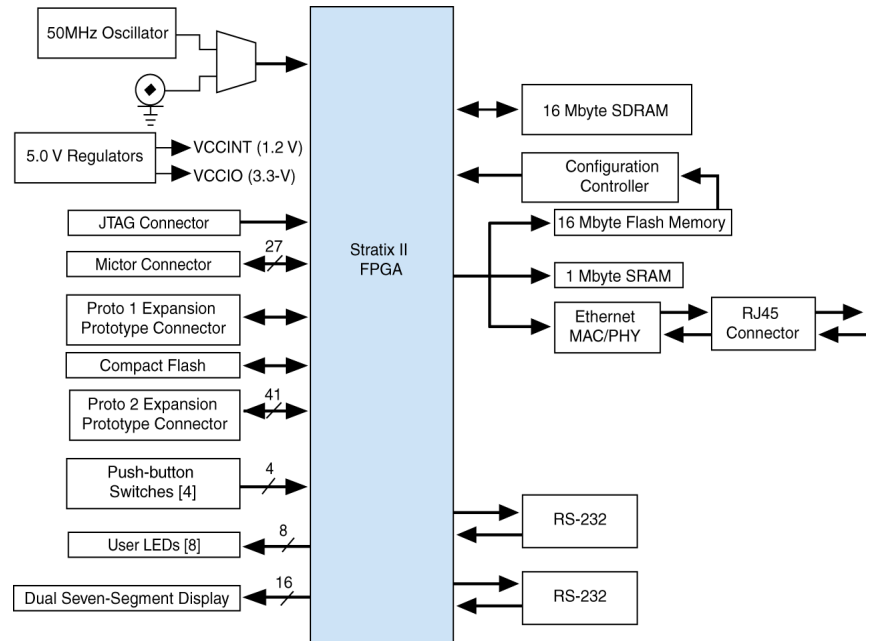 50MHz Oscillator
5.0 V Regulators
VCCINT (1.2 V)
VCCIO (3.3-V)
JTAG Connector
27
Mictor Connector
Proto 1 Expansion
Prototype Connector
Compact Flash
41
Proto 2 Expansion
Prototype Connector
Push-button
Switches [4]
4
User LEDs [8]
8
Dual Seven-Segment Display
16
Stratix II
FPGA
16 Mbyte SDRAM
Configuration
Controller
16 Mbyte Flash Memory
1 Mbyte SRAM
Ethernet
MAC/PHY
RJ45
Connector
RS-232
RS-232